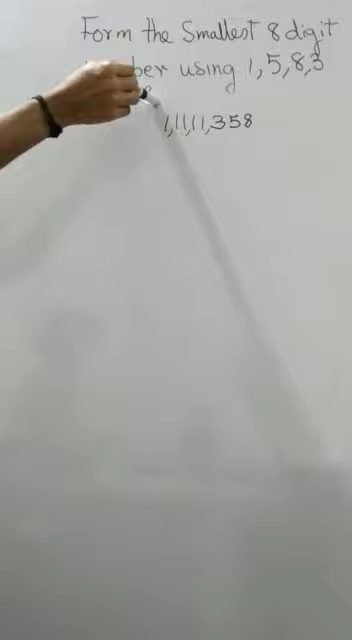 Form the Smallest 8 digit
using 1,5,8,3
1,11,11,358